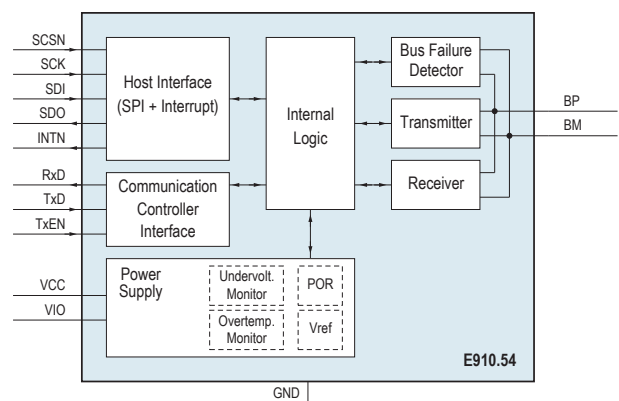 SCSN
SCK
SDI
SDO
INTN
RxD
TxD
TxEN
VCC
VIO
Host Interface
(SPI + Interrupt)
Communication
Controller
Interface
Internal
Logic
Bus Failure
Detector
Transmitter
Receiver
BP
BM
Power
Supply
Undervolt.
Monitor
POR
Overtemp.
Monitor
Vref
E910.54
GND